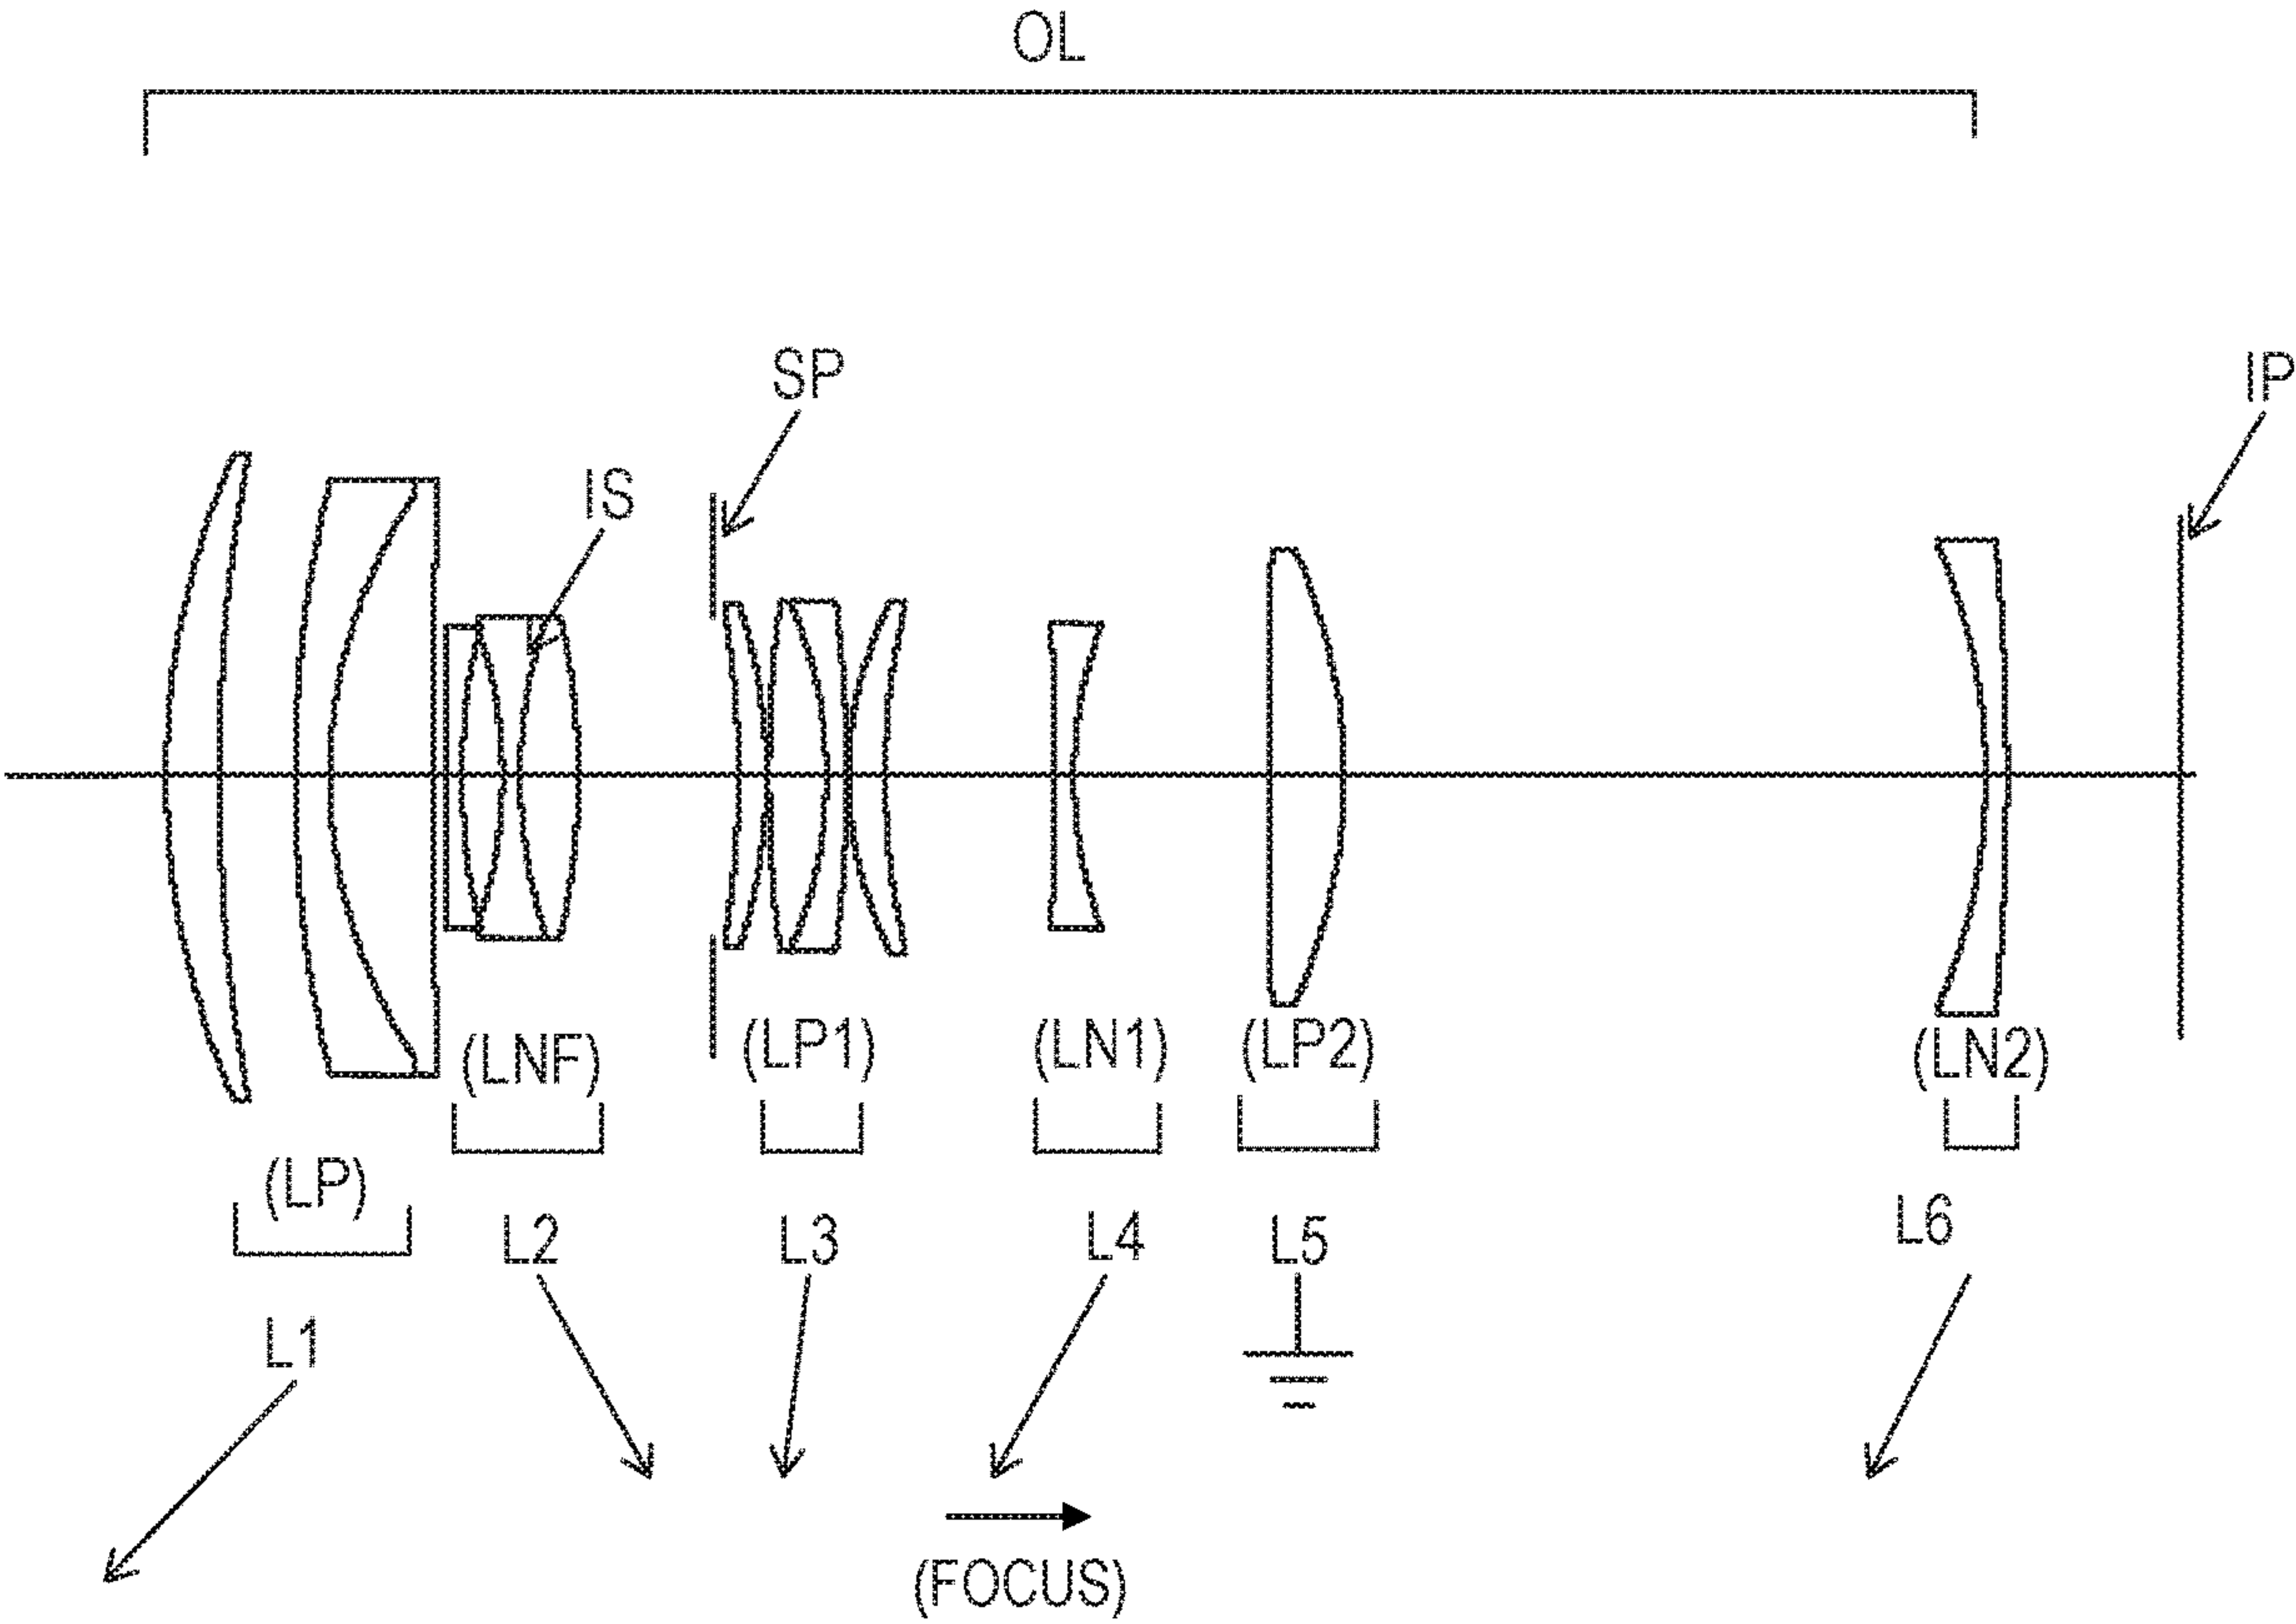 OL
SP
IP
IS
(LNF)
(LP1)
(LN1)
(LP2)
(LN2)
(LP)
L2
L3
L4
L5
L6
L1
(FOCUS)